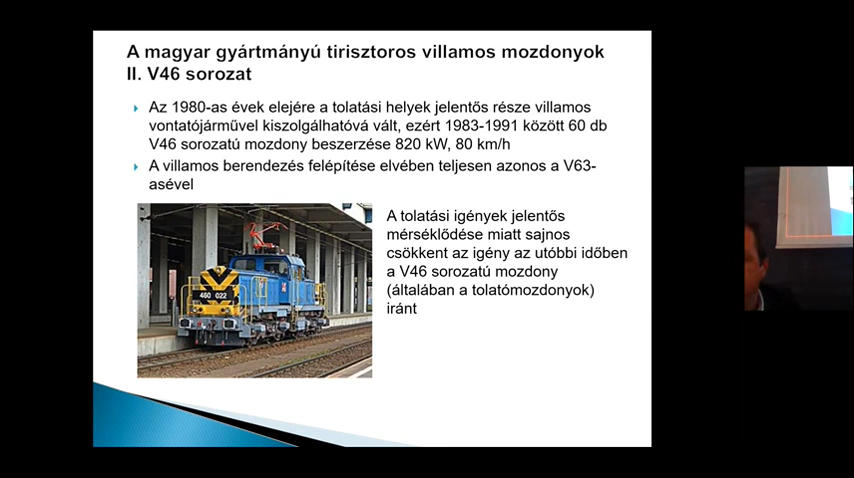 A magyar gyártmányú tirisztoros villamos mozdonyok
II. V46 sorozat
Az 1980-as évek elejére a tolatási helyek jelentős része villamos
vontatójárművel kiszolgálhatóvá vált, ezért 1983-1991 között 60 db
V46 sorozatú mozdony beszerzése 820 kW, 80 km/h
A villamos berendezés felépítése elvében teljesen azonos a V63-
asével
A tolatási igények jelentős
mérséklődése miatt sajnos
csökkent az igény az utóbbi időben
a V46 sorozatú mozdony
(általában a tolatómozdonyok)
iránt
460 022